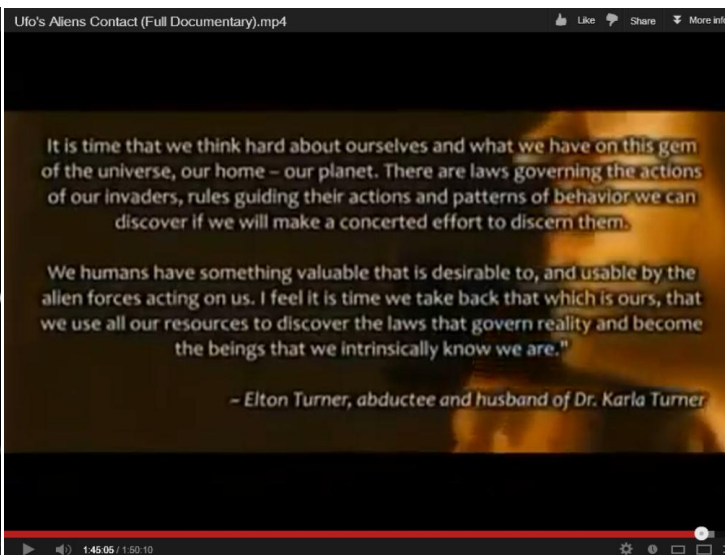 Ufo's Aliens Contact (Full Documentary).mp4
Like Share More info
It is time that we think hard about ourselves and what we have on this gem
of the universe, our home – our planet. There are laws governing the actions
of our invaders, rules guiding their actions and patterns of behavior we can
discover if we will make a concerted effort to discern them.
We humans have something valuable that is desirable to, and usable by the
alien forces acting on us. I feel it is time we take back that which is ours, that
we use all our resources to discover the laws that govern reality and become
the beings that we intrinsically know we are."
– Elton Turner, abductee and husband of Dr. Karla Turner
1:45:05 / 1:50:10